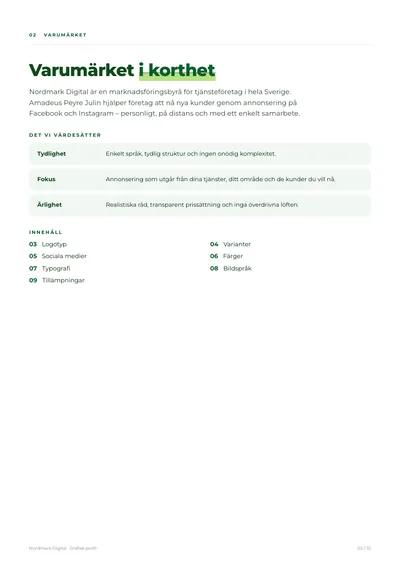 02 VARUMÄRKET
Varumärket i korthet
Nordmark Digital är en marknadsföringsbyrå för tjänsteföretag i hela Sverige.
Amadeus Peyre Julin hjälper företag att nå nya kunder genom annonsering på
Facebook och Instagram – personligt, på distans och med ett enkelt samarbete.
DET VI VÄRDESÄTTER
Tydlighet Enkelt språk, tydlig struktur och ingen onödig komplexitet.
Fokus Annonsering som utgår från dina tjänster, ditt område och de kunder du vill nå.
Ärlighet Realistiska råd, transparent prissättning och inga överdrivna löften.
INNEHÅLL
03 Logotyp 04 Varianter
05 Sociala medier 06 Färger
07 Typografi 08 Bildspråk
09 Tillämpningar
Nordmark Digital · Grafisk profil